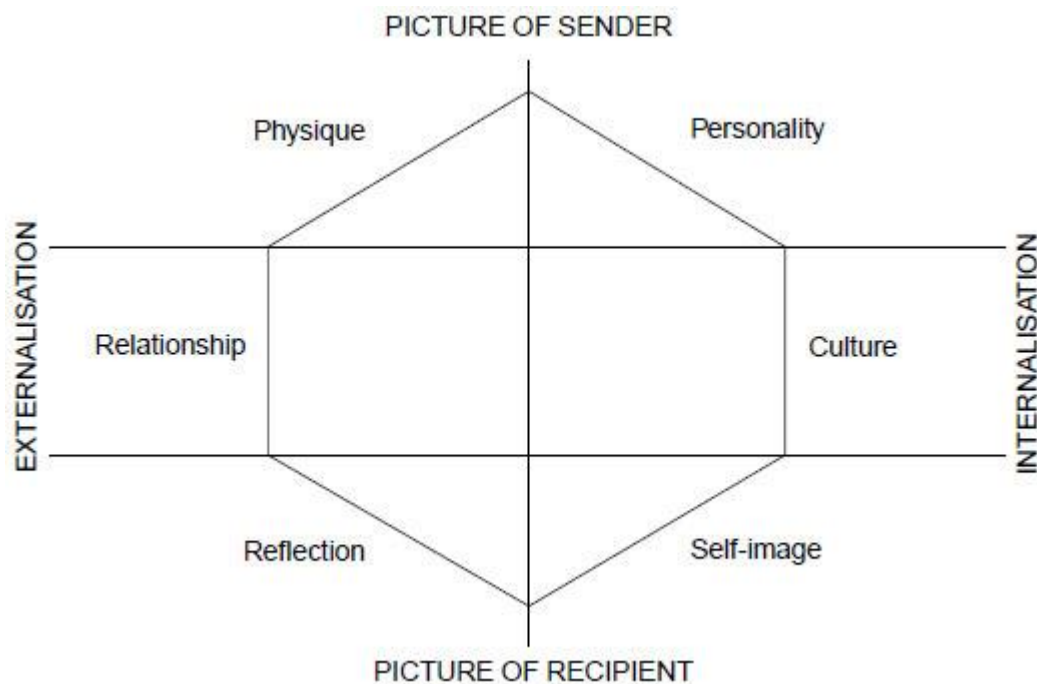 PICTURE OF SENDER
Physique
Personality
EXTERNALISATION
INTERNALISATION
Relationship
Culture
Reflection
Self-image
PICTURE OF RECIPIENT